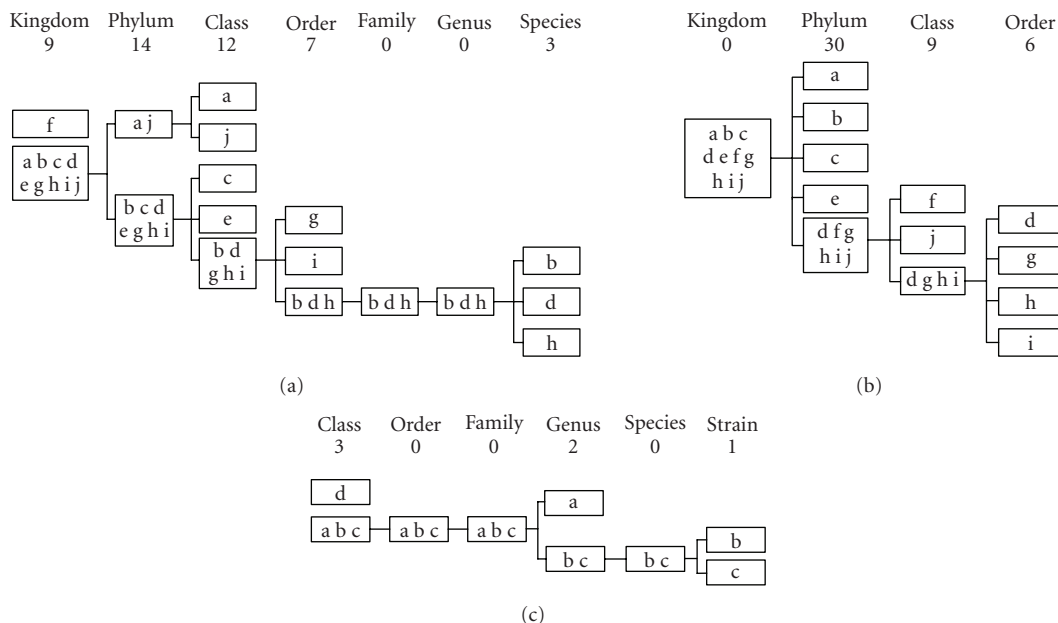 Kingdom Phylum Class Order Family Genus Species
9 14 12 7 0 0 3
a
f
a j
j
a b c d
e g h i j
c
b c d
e g h i
e
g
b d
g h i
i
b
b d h
b d h
b d h
d
h
(a)
Kingdom Phylum Class Order
0 30 9 6
a
b
a b c
d e f g
h i j
c
e
f
d f g
h i j
j
d
g
d g h i
h
i
(b)
Class Order Family Genus Species Strain
3 0 0 2 0 1
d
a
a b c
a b c
a b c
b
b c
b c
c
(c)